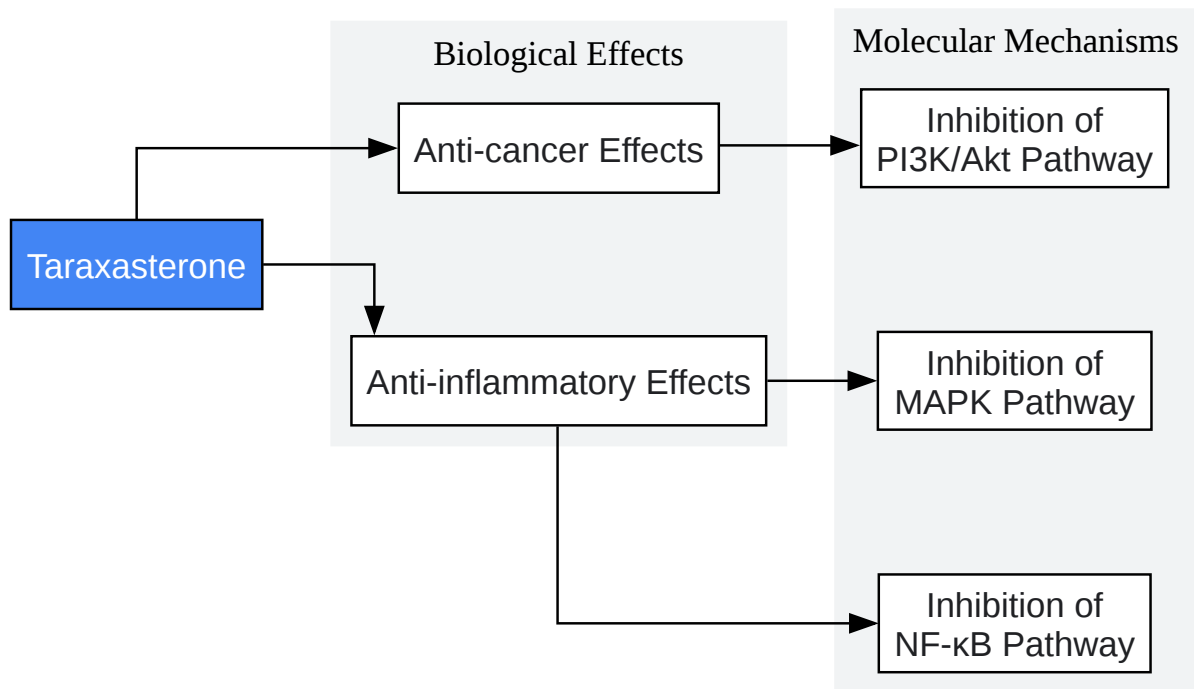 Biological Effects
Molecular Mechanisms
Anti-cancer Effects
Inhibition of
PI3K/Akt Pathway
Taraxasterone
Anti-inflammatory Effects
Inhibition of
MAPK Pathway
Inhibition of
NF-κB Pathway